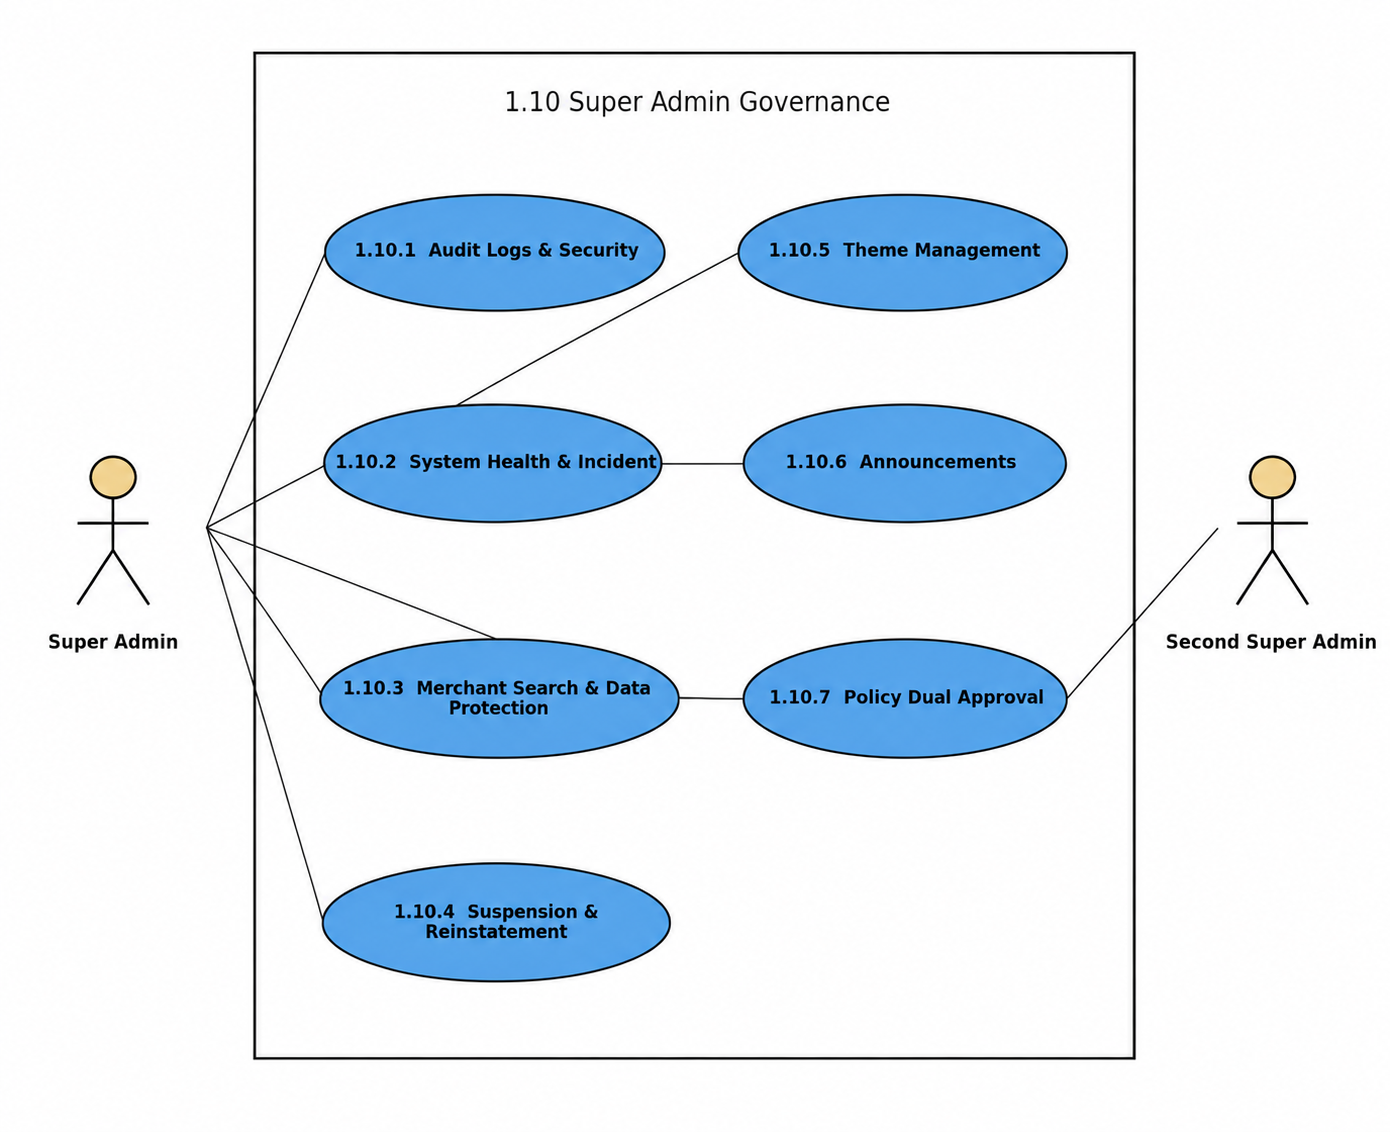 1.10 Super Admin Governance
1.10.1 Audit Logs & Security
1.10.5 Theme Management
1.10.2 System Health & Incident
1.10.6 Announcements
Super Admin
Second Super Admin
1.10.3 Merchant Search & Data
Protection
1.10.7 Policy Dual Approval
1.10.4 Suspension &
Reinstatement